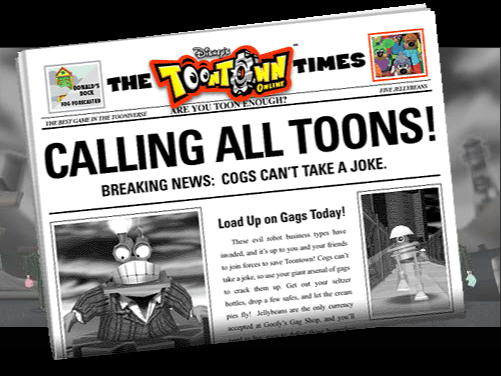 DONALD'S
DOCK
FOG FORECASTED
THE
Disney's
TOONTOWN
ONLINE
TIMES
ARE YOU TOON ENOUGH?
THE BEST GAME IN THE TOONIVERSE
FIVE JELLYBEANS
CALLING ALL TOONS!
BREAKING NEWS: COGS CAN'T TAKE A JOKE.
Load Up on Gags Today!
These evil robot business types have
invaded, and it's up to you and your friends
to join forces to save Toontown! Cogs can't
take a joke, so use your giant arsenal of gags
to crack them up. Get out your seltzer
bottles, drop a few safes, and let the cream
pies fly! Jellybeans are the only currency
accepted at Goofy's Gag Shop, and you'll